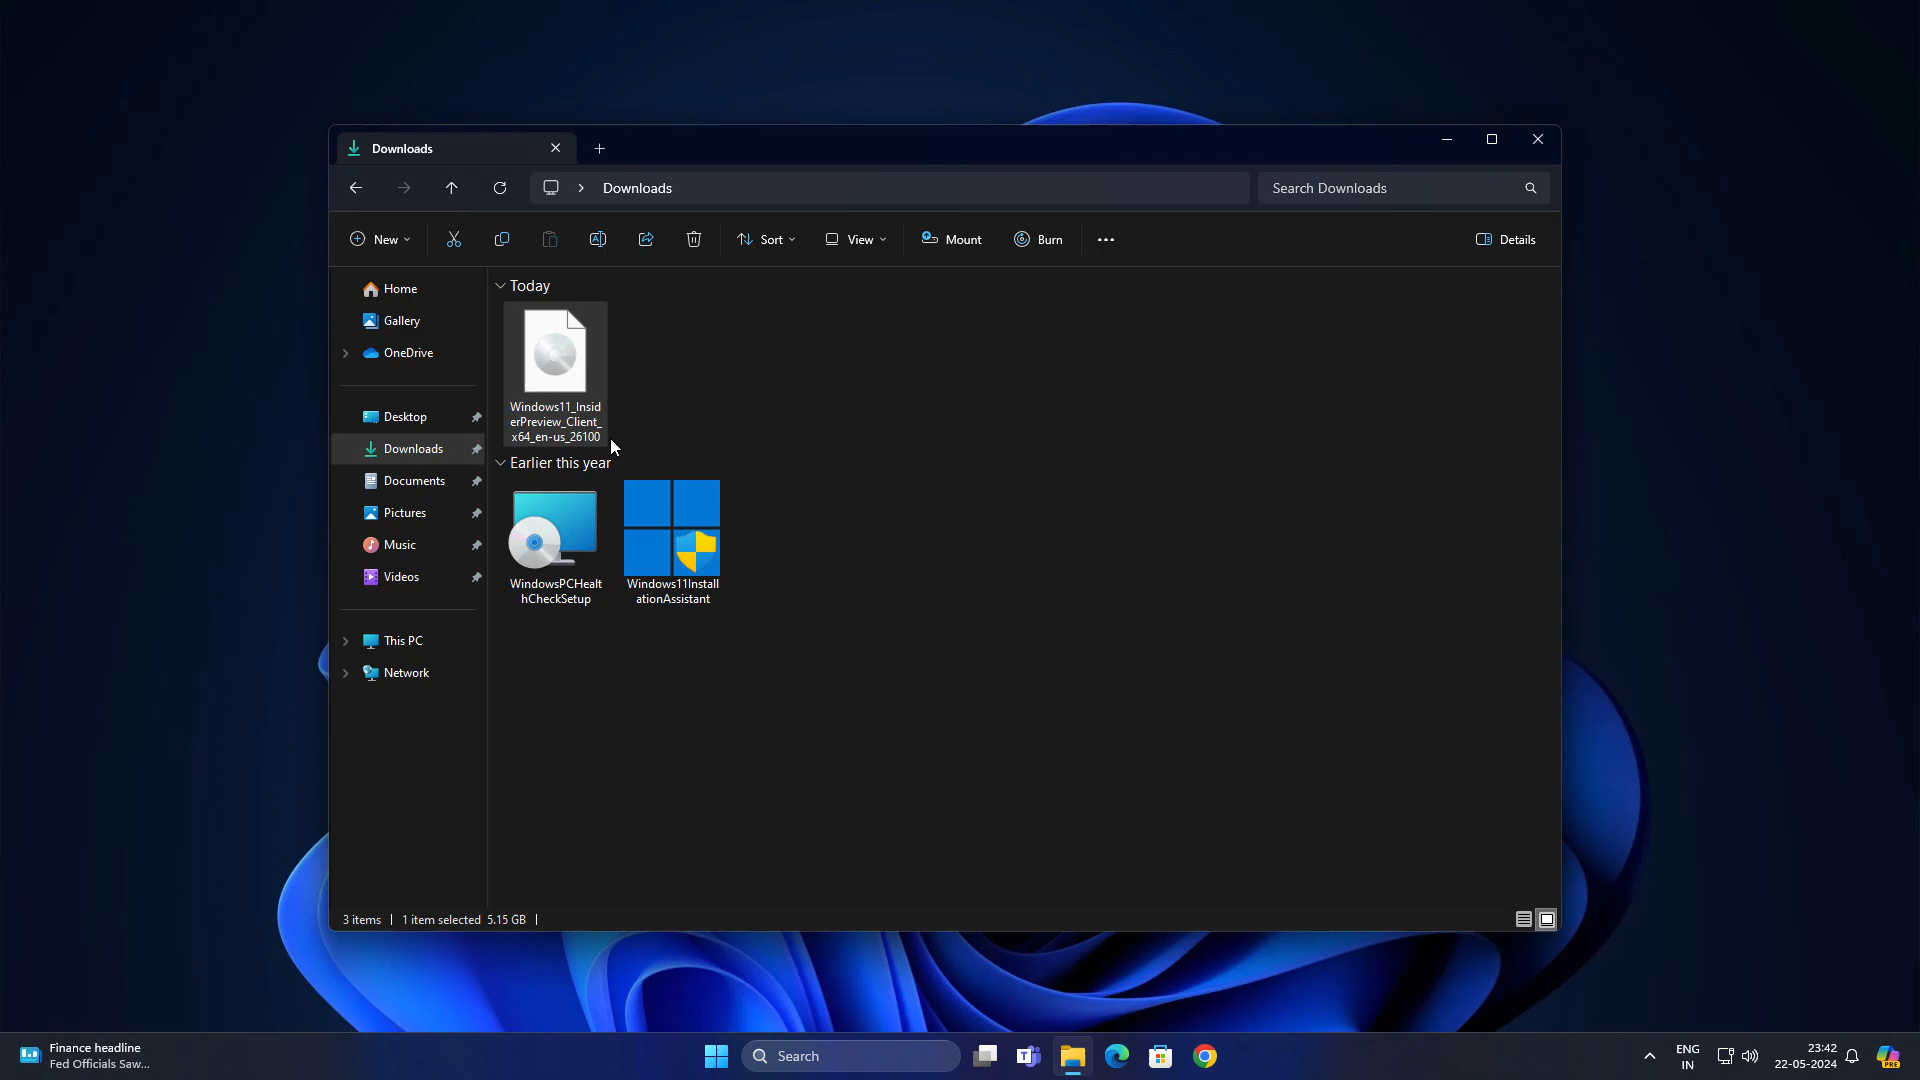 Downloads
Downloads
Search Downloads
New
Sort
View
Mount
Burn
Details
Home
Gallery
OneDrive
Desktop
Downloads
Documents
Pictures
Music
Videos
This PC
Network
Today
Windows11_Insid
erPreview_Client_
x64_en-us_26100
Earlier this year
WindowsPCHealt
hCheckSetup
Windows11Install
ationAssistant
3 items
1 item selected 5.15 GB
Finance headline
Fed Officials Saw...
Search
T
ENG
IN
23:42
22-05-2024
PRE